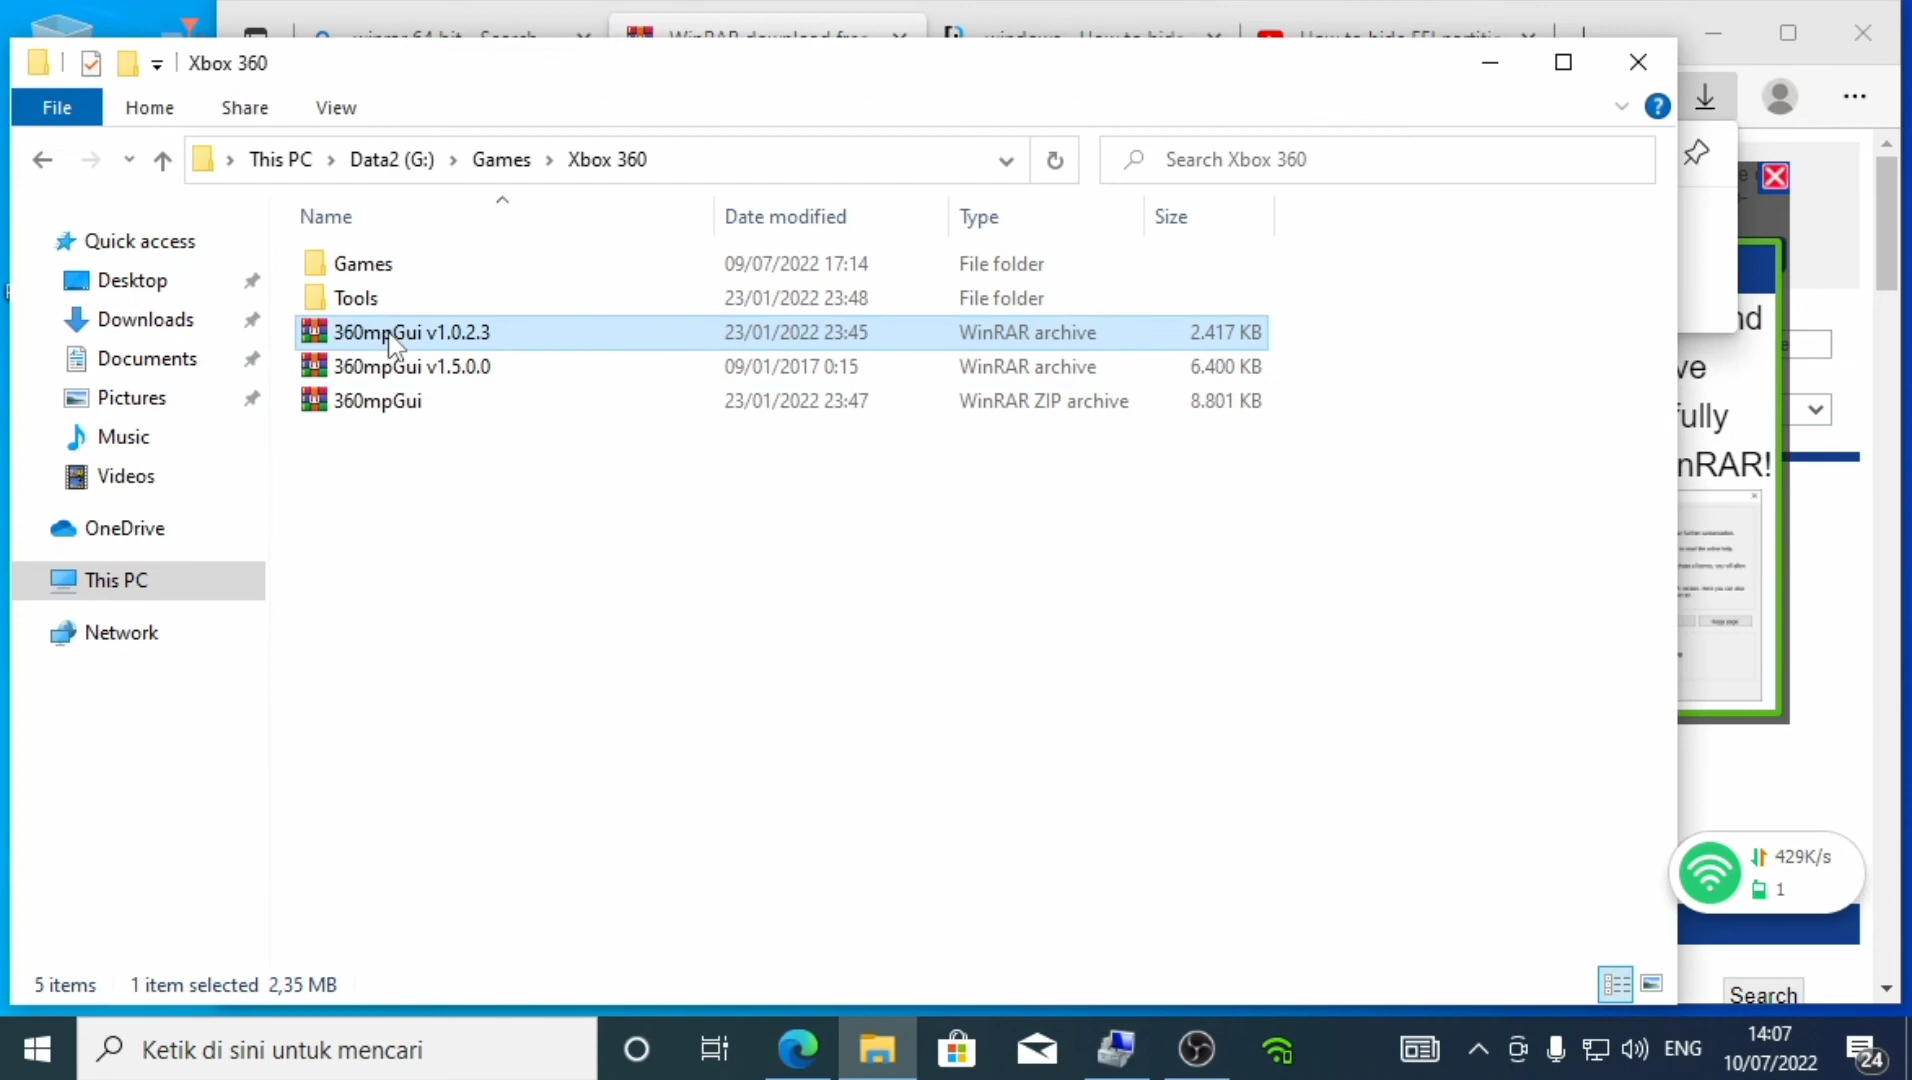 Xbox 360
File Home Share View
This PC Data2 (G:) Games Xbox 360
Search Xbox 360
Name Date modified Type Size
Games 09/07/2022 17:14 File folder
Tools 23/01/2022 23:48 File folder
360mpGui v1.0.2.3 23/01/2022 23:45 WinRAR archive 2.417 KB
360mpGui v1.5.0.0 09/01/2017 0:15 WinRAR archive 6.400 KB
360mpGui 23/01/2022 23:47 WinRAR ZIP archive 8.801 KB
Quick access
Desktop
Downloads
Documents
Pictures
Music
Videos
OneDrive
This PC
Network
nd
ve
fully
nRAR!
429K/s
1
Search
5 items 1 item selected 2,35 MB
Ketik di sini untuk mencari
ENG
14:07
10/07/2022
24